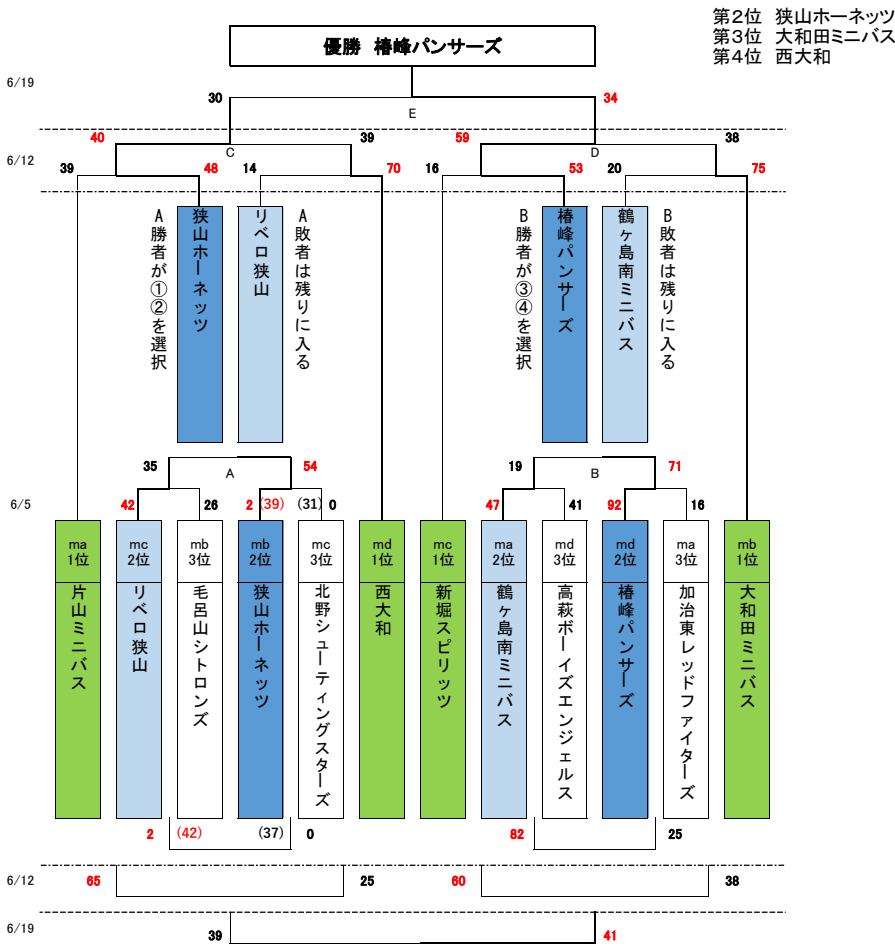 第2位 狭山ホーネッツ
第3位 大和田ミニバス
第4位 西大和
優勝 椿峰パンサーズ
6/19
30
34
E
40
39
59
38
6/12
C
D
39
48
14
70
16
53
20
75
A勝者が①②を選択
狭山ホーネッツ
リベロ狭山
A敗者は残りに入る
B勝者が③④を選択
椿峰パンサーズ
鶴ヶ島南ミニバス
B敗者は残りに入る
35
54
19
71
A
B
6/5
42
26
2 (39)
(31) 0
47
41
92
16
ma 1位
mc 2位
mb 3位
mb 2位
mc 3位
md 1位
mc 1位
ma 2位
md 3位
md 2位
ma 3位
mb 1位
片山ミニバス
リベロ狭山
毛呂山シトロンズ
狭山ホーネッツ
北野シューティングスターズ
西大和
新堀スピリッツ
鶴ヶ島南ミニバス
高萩ボーイズエンジェルス
椿峰パンサーズ
加治東レッドファイターズ
大和田ミニバス
2 (42)
(37) 0
82
25
6/12
65
25
60
38
6/19
39
41